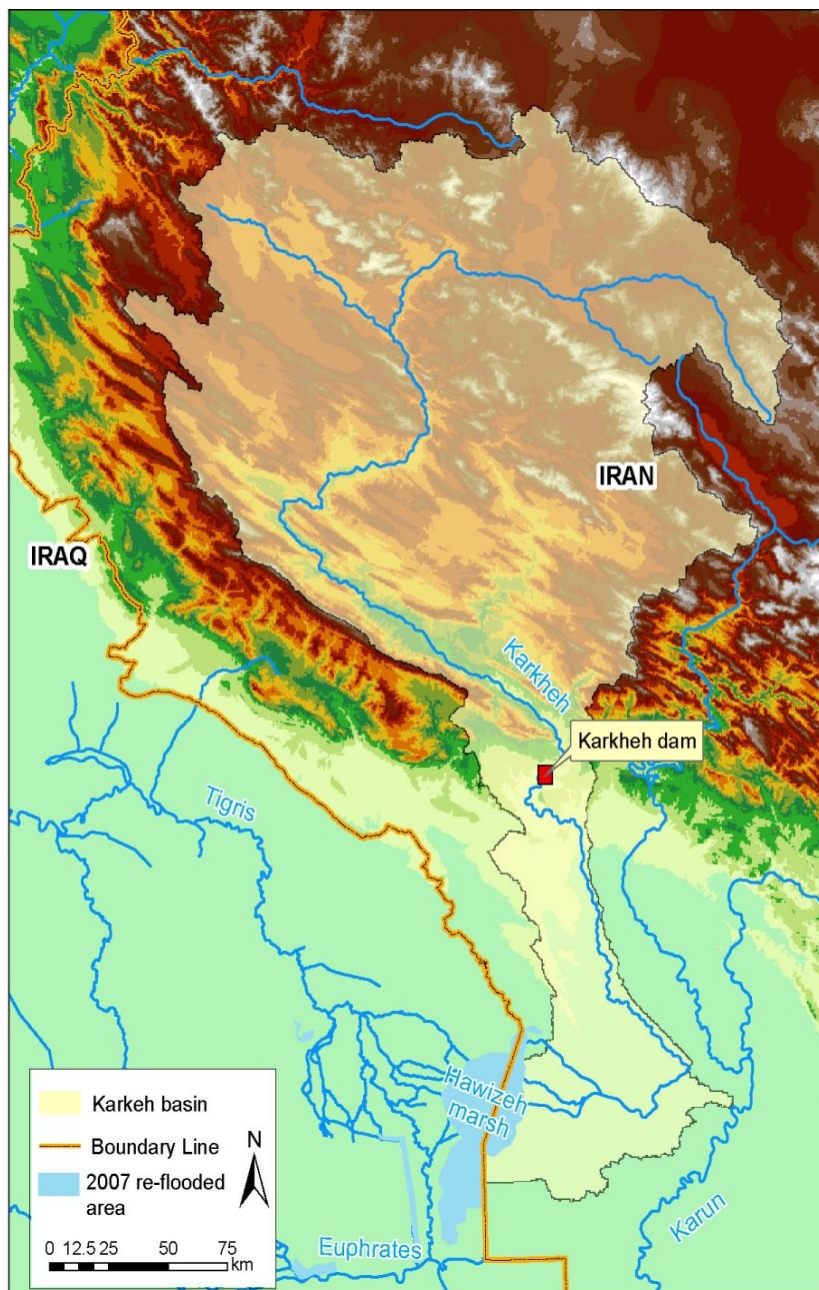 IRAN
IRAQ
Karkheh
Karkheh dam
Tigris
Hawizeh
marsh
Karkeh basin
Boundary Line
N
2007 re-flooded
area
0 12.5 25 50 75
km
Euphrates
Karun